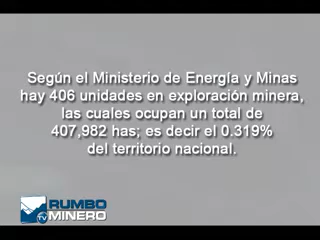 Según el Ministerio de Energía y Minas
hay 406 unidades en exploración minera,
las cuales ocupan un total de
407,982 has; es decir el 0.319%
del territorio nacional.
RUMBO
MINERO
TV